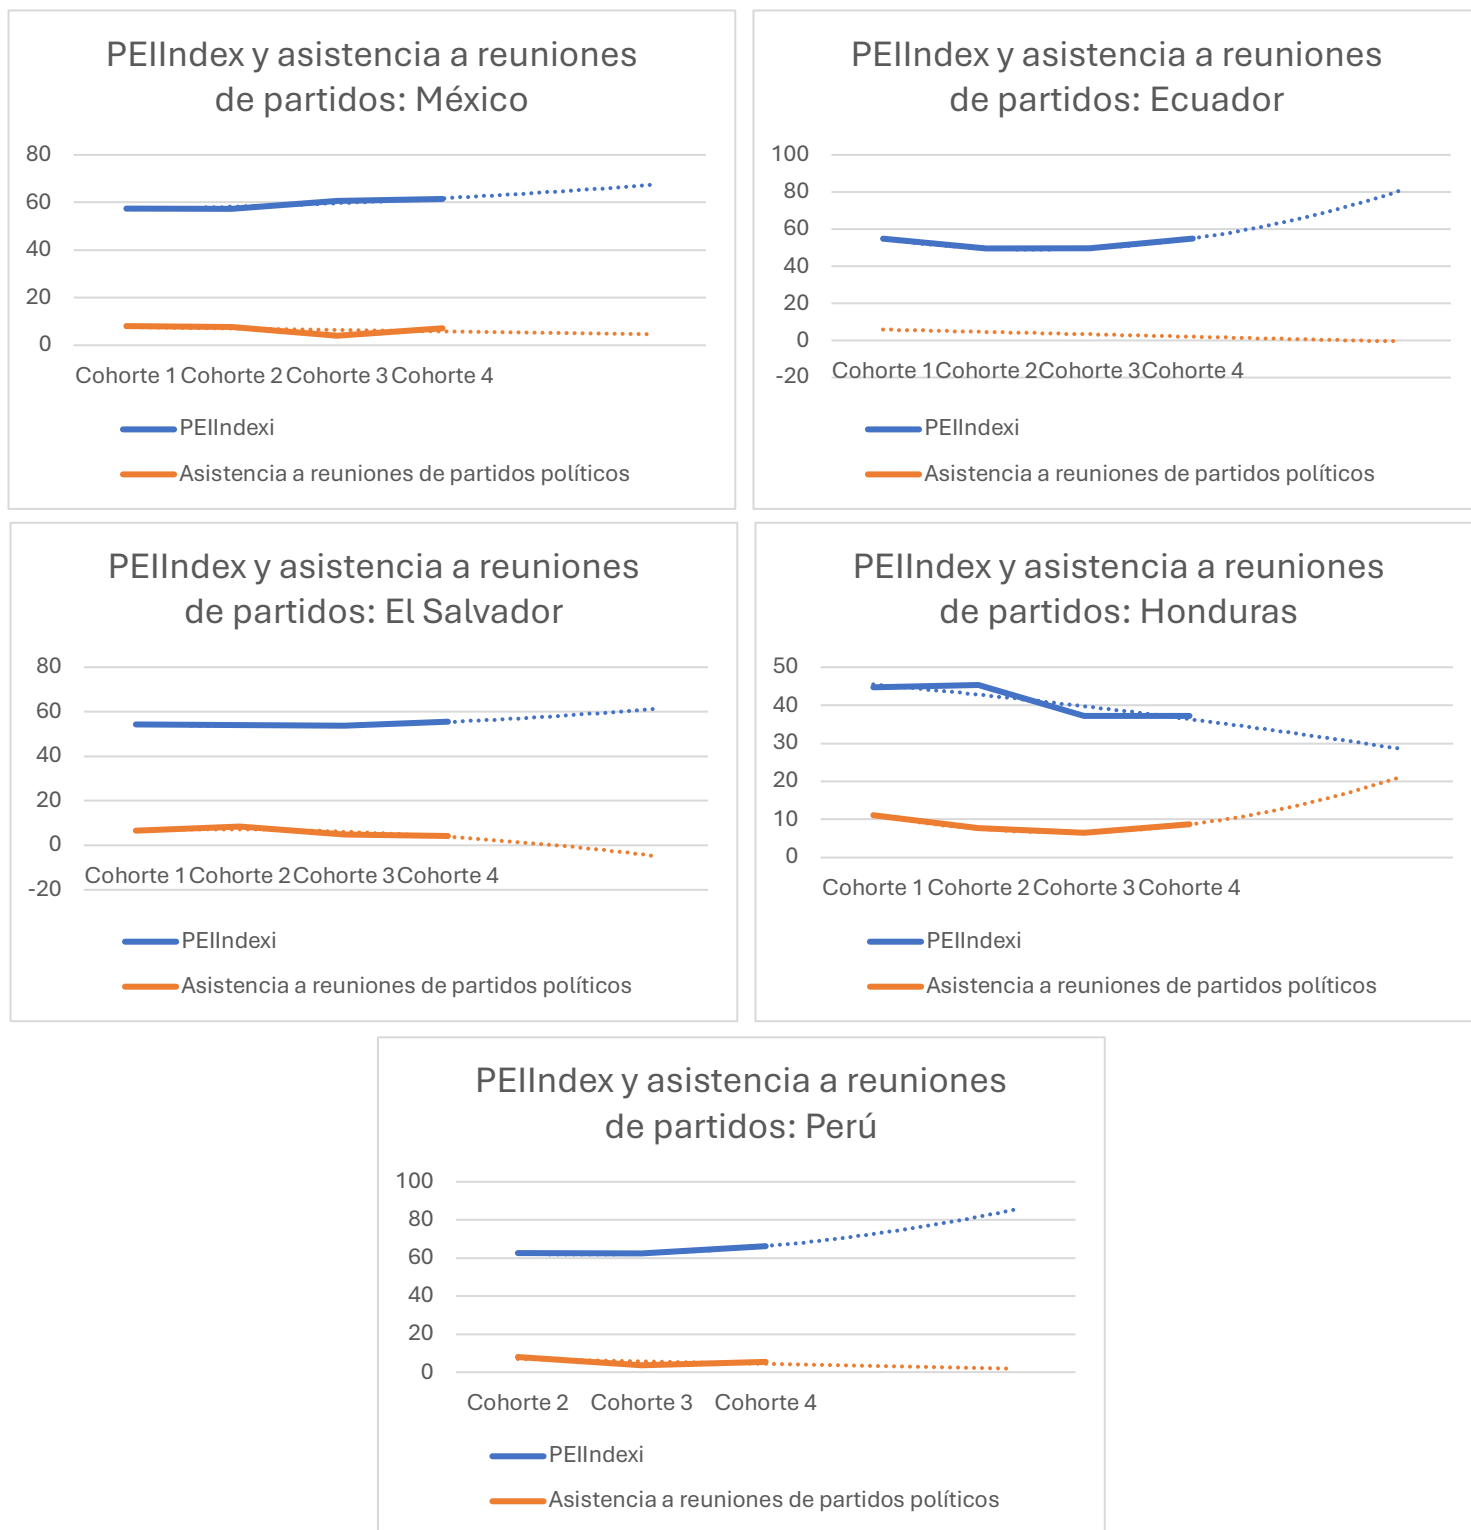 PEIIndex y asistencia a reuniones
de partidos: México
80
60
40
20
0
Cohorte 1 Cohorte 2 Cohorte 3 Cohorte 4
PEIIndexi
Asistencia a reuniones de partidos políticos
PEIIndex y asistencia a reuniones
de partidos: Ecuador
100
80
60
40
20
0
-20
Cohorte 1 Cohorte 2 Cohorte 3 Cohorte 4
PEIIndexi
Asistencia a reuniones de partidos políticos
PEIIndex y asistencia a reuniones
de partidos: El Salvador
80
60
40
20
0
-20
Cohorte 1 Cohorte 2 Cohorte 3 Cohorte 4
PEIIndexi
Asistencia a reuniones de partidos políticos
PEIIndex y asistencia a reuniones
de partidos: Honduras
50
40
30
20
10
0
Cohorte 1 Cohorte 2 Cohorte 3 Cohorte 4
PEIIndexi
Asistencia a reuniones de partidos políticos
PEIIndex y asistencia a reuniones
de partidos: Perú
100
80
60
40
20
0
Cohorte 2 Cohorte 3 Cohorte 4
PEIIndexi
Asistencia a reuniones de partidos políticos